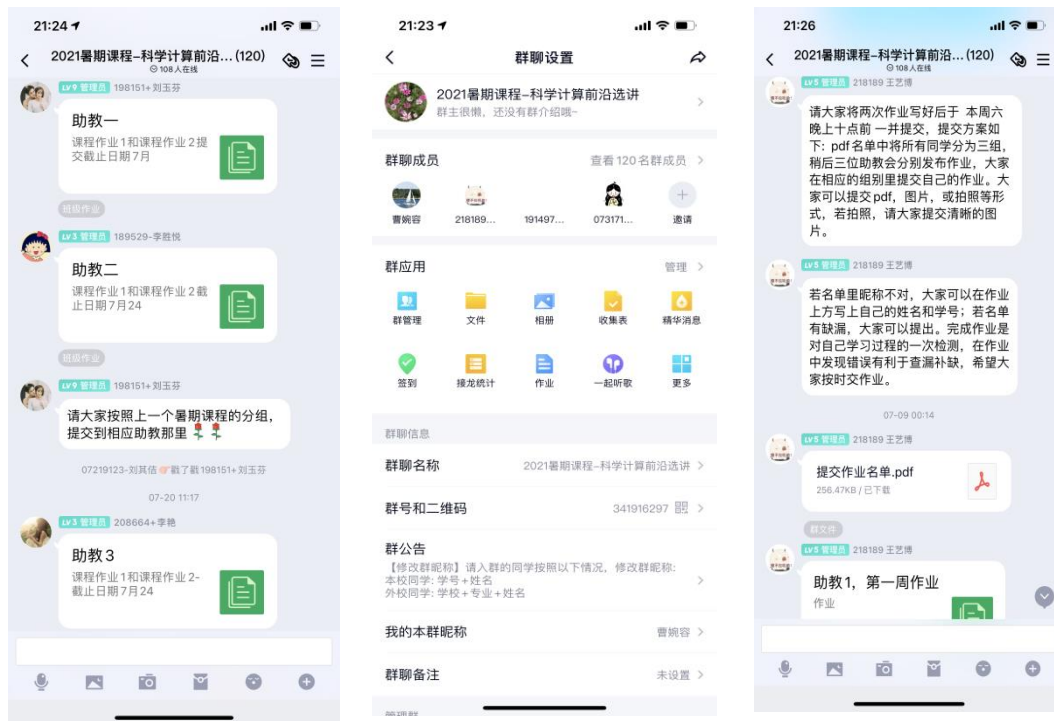 21:24
2021暑期课程–科学计算前沿...(120)
108人在线
LV9 管理员 198151+刘玉芬
助教一
课程作业1和课程作业2提
交截止日期7月
班级作业
LV3 管理员 189529-李胜悦
助教二
课程作业1和课程作业2截
止日期7月24
班级作业
LV9 管理员 198151+刘玉芬
请大家按照上一个暑期课程的分组,
提交到相应助教那里
07219123-刘其佶 戳了戳 198151+刘玉芬
07-20 11:17
LV3 管理员 208664+李艳
助教3
课程作业1和课程作业2-
截止日期7月24
21:23
群聊设置
2021暑期课程–科学计算前沿选讲
群主很懒,还没有群介绍哦~
群聊成员
查看120名群成员
曹婉容
218189...
191497...
073171...
邀请
群应用
管理
群管理
文件
相册
收集表
精华消息
签到
接龙统计
作业
一起听歌
更多
群聊信息
群聊名称
2021暑期课程–科学计算前沿选讲
群号和二维码
341916297
群公告
【修改群昵称】请入群的同学按照以下情况,修改群昵称:
本校同学: 学号+姓名
外校同学: 学校+专业+姓名
我的本群昵称
曹婉容
群聊备注
未设置
21:26
2021暑期课程–科学计算前沿...(120)
108人在线
LV5 管理员 218189 王艺博
请大家将两次作业写好后于 本周六
晚上十点前 一并提交,提交方案如
下: pdf名单中将所有同学分为三组,
稍后三位助教会分别发布作业,大家
在相应的组别里提交自己的作业。大
家可以提交pdf,图片,或拍照等形
式,若拍照,请大家提交清晰的图
片。
LV5 管理员 218189 王艺博
若名单里昵称不对,大家可以在作业
上方写上自己的姓名和学号;若名单
有缺漏,大家可以提出。完成作业是
对自己学习过程的一次检测,在作业
中发现错误有利于查漏补缺,希望大
家按时交作业。
07-09 00:14
LV5 管理员 218189 王艺博
提交作业名单.pdf
256.47KB / 已下载
群文件
LV5 管理员 218189 王艺博
助教1,第一周作业
作业